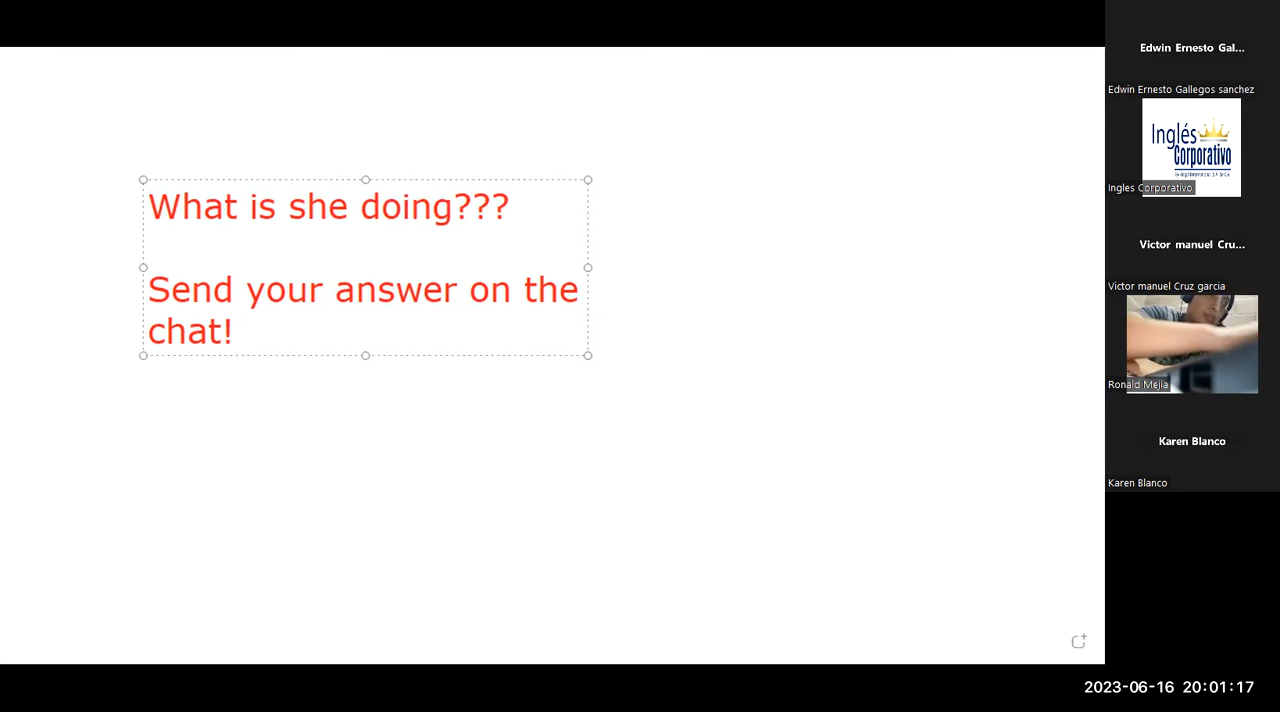 Edwin Ernesto Gal...
Edwin Ernesto Gallegos sanchez
Inglés
Corporativo
Ingles Corporativo
What is she doing???
Send your answer on the
chat!
Victor manuel Cru...
Victor manuel Cruz garcia
Ronald Mejia
Karen Blanco
Karen Blanco
2023-06-16 20:01:17